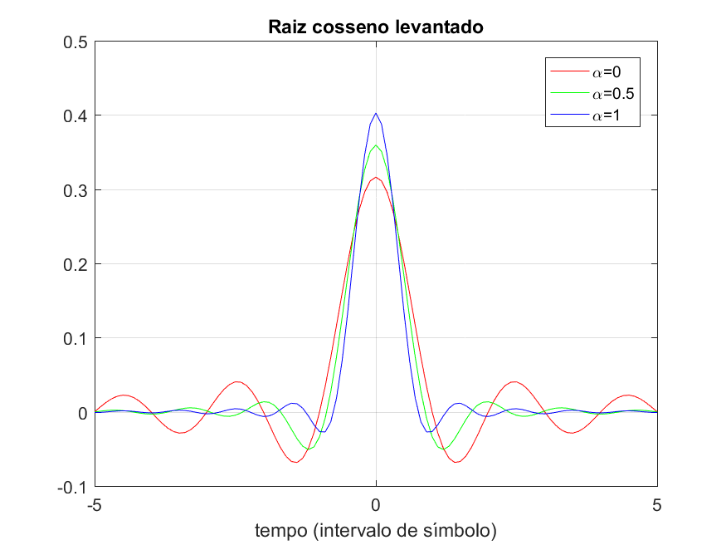 Raiz cosseno levantado
0.5
0.4
0.3
0.2
0.1
0
-0.1
-5
0
5
tempo (intervalo de símbolo)
α=0
α=0.5
α=1